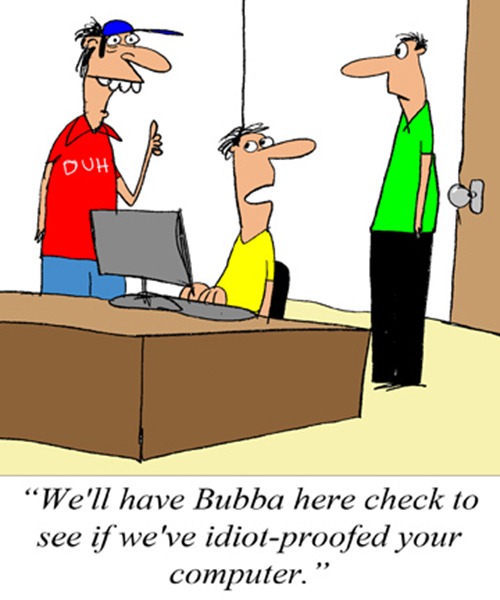 DUH
“We'll have Bubba here check to
see if we've idiot-proofed your
computer.”